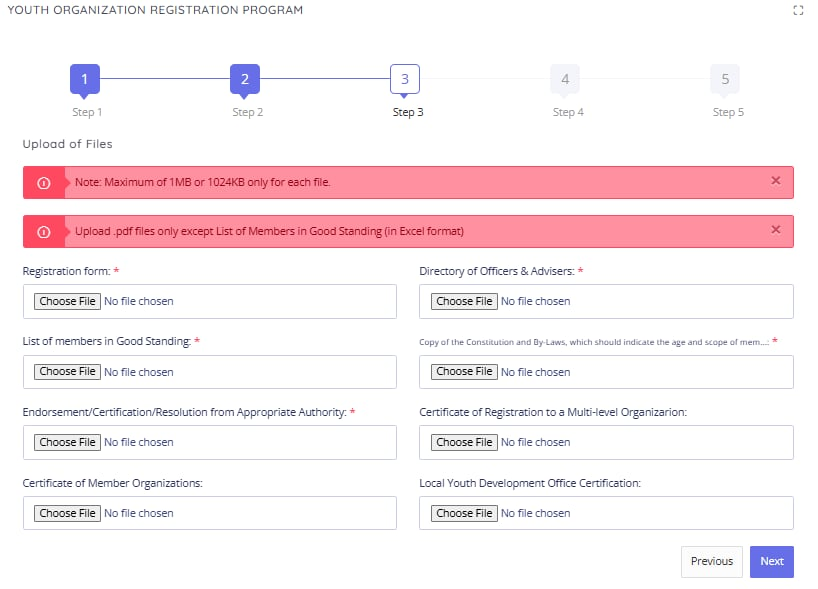 YOUTH ORGANIZATION REGISTRATION PROGRAM
1 2 3 4 5
Step 1 Step 2 Step 3 Step 4 Step 5
Upload of Files
Note: Maximum of 1MB or 1024KB only for each file.
Upload .pdf files only except List of Members in Good Standing (in Excel format)
Registration form: * Directory of Officers & Advisers: *
Choose File No file chosen Choose File No file chosen
List of members in Good Standing: * Copy of the Constitution and By-Laws, which should indicate the age and scope of mem...: *
Choose File No file chosen Choose File No file chosen
Endorsement/Certification/Resolution from Appropriate Authority: * Certificate of Registration to a Multi-level Organizarion:
Choose File No file chosen Choose File No file chosen
Certificate of Member Organizations: Local Youth Development Office Certification:
Choose File No file chosen Choose File No file chosen
Previous Next